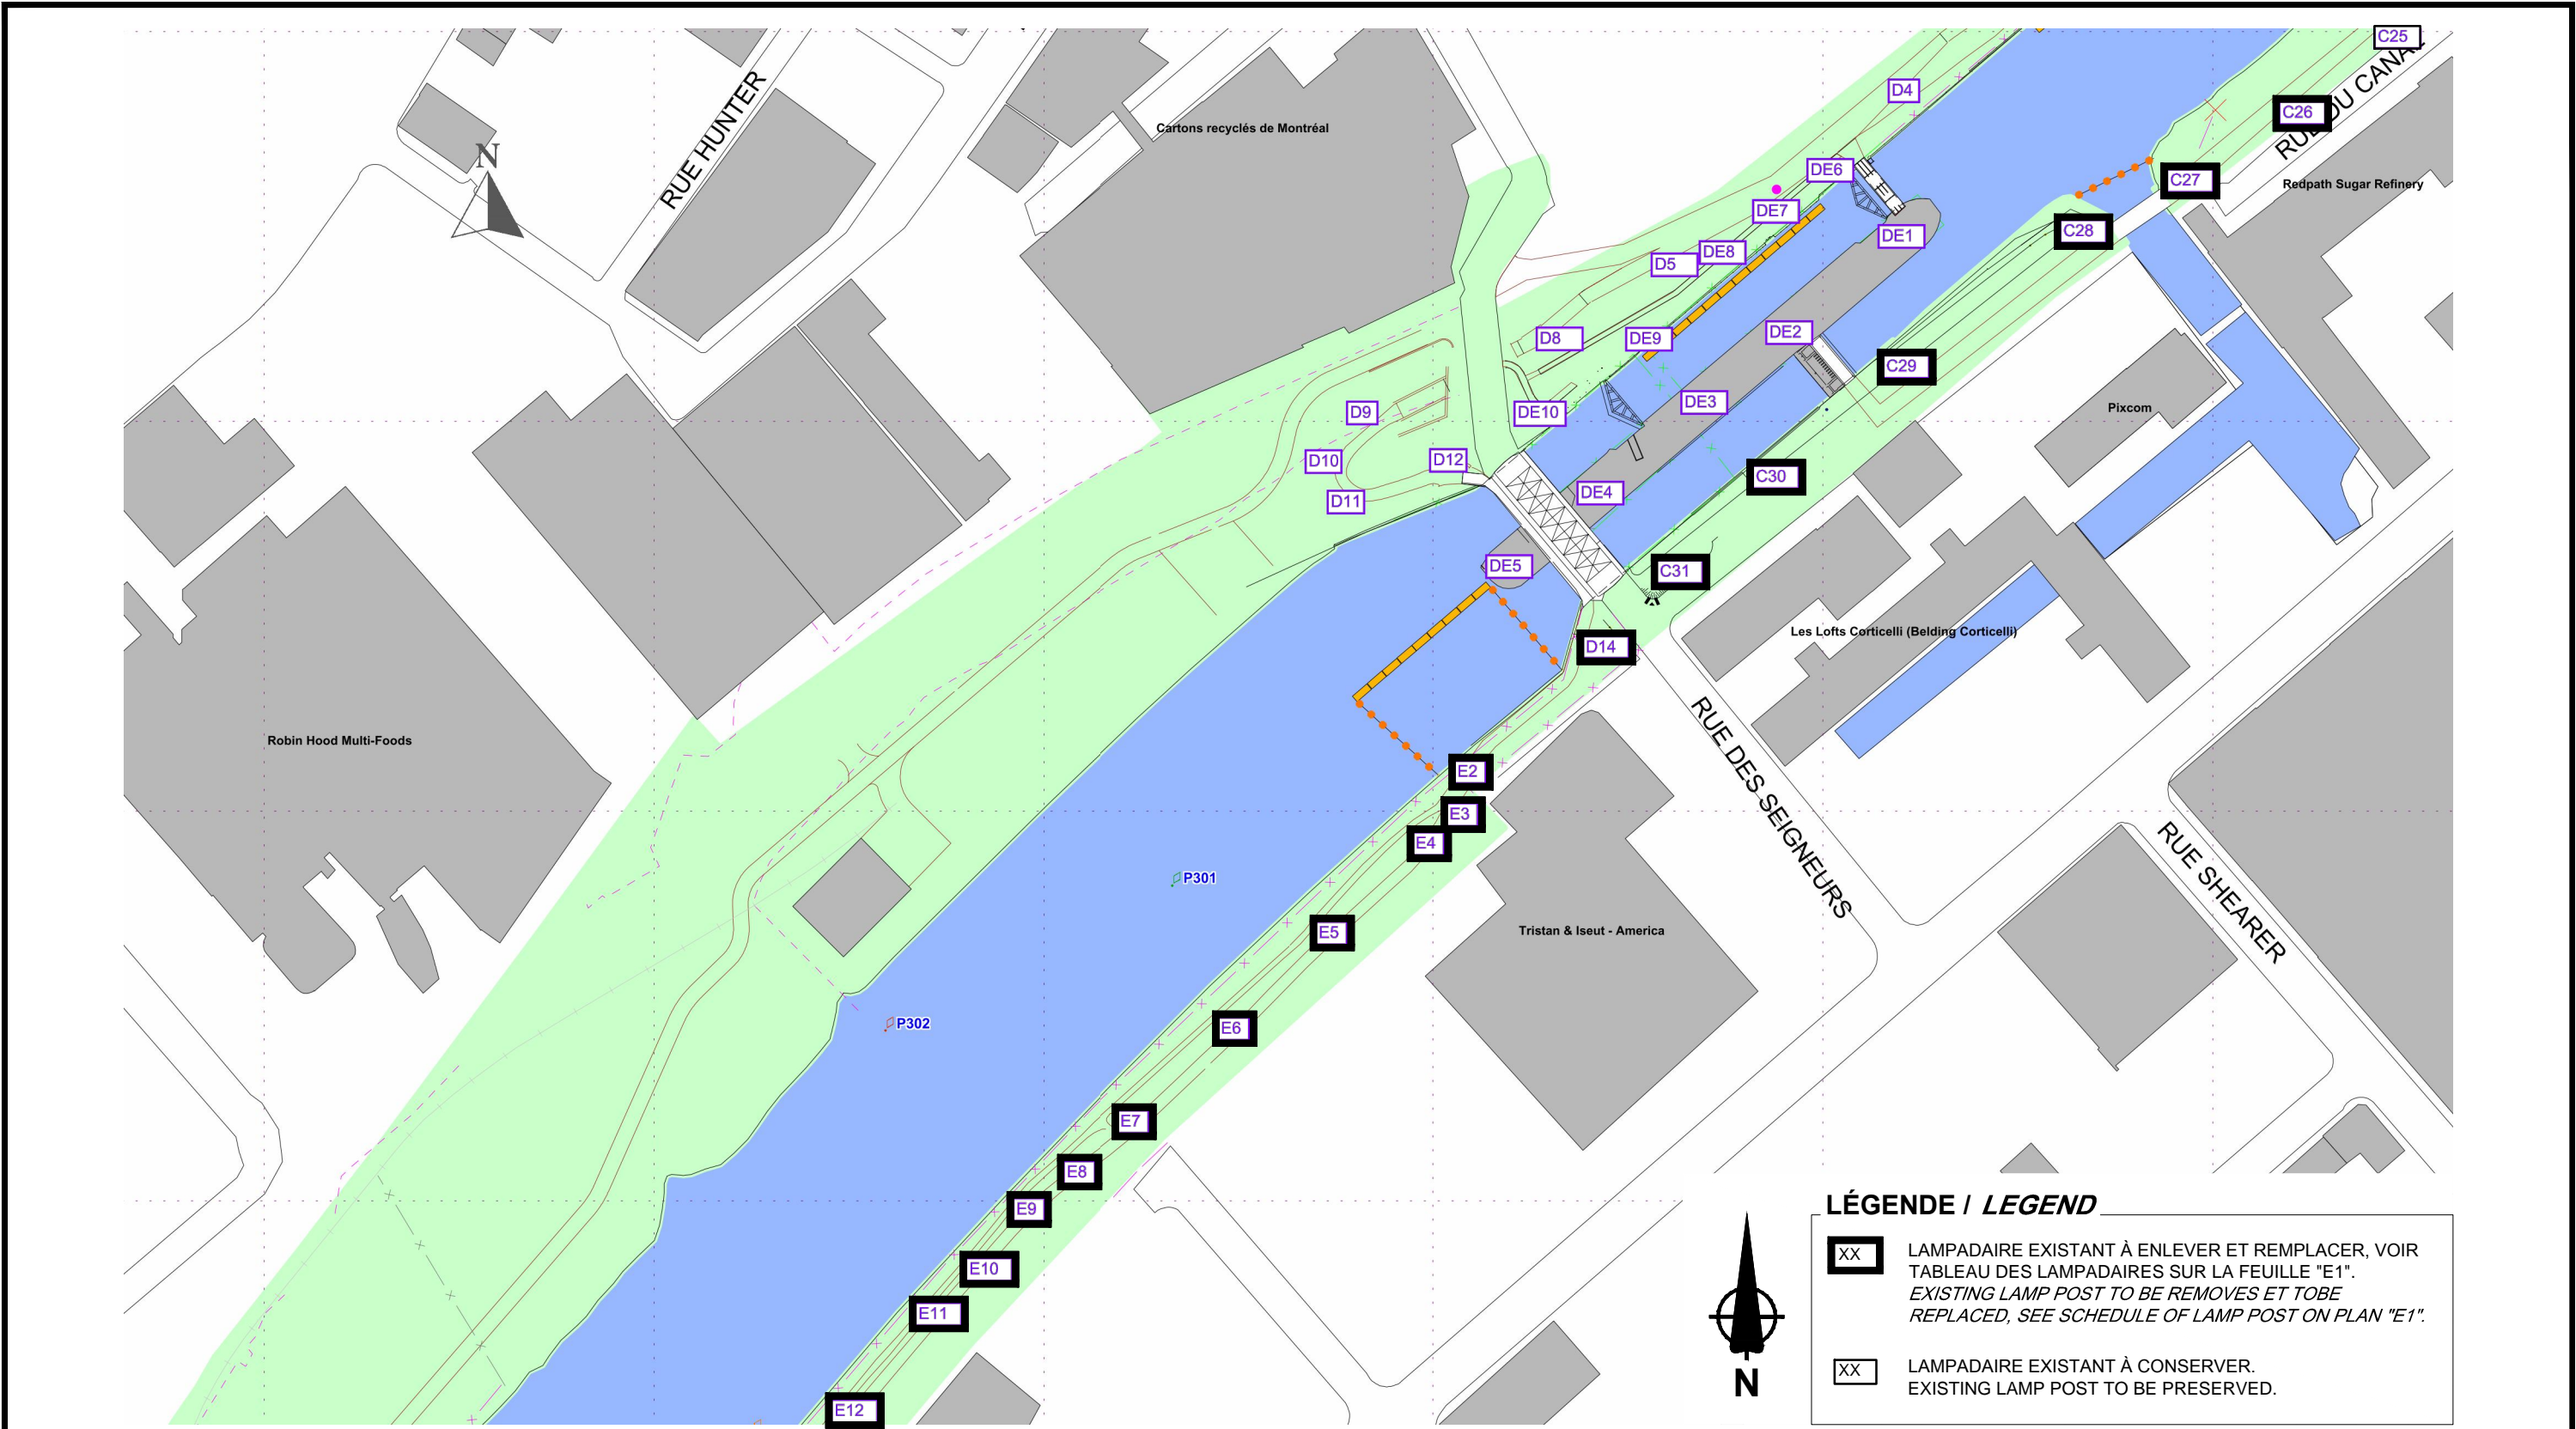 C25
RUE DU CANAL
C26
D4
RUE HUNTER
Cartons recyclés de Montréal
N
DE6
C27
Redpath Sugar Refinery
DE7
C28
DE1
DE8
D5
D8
DE9
DE2
C29
DE3
Pixcom
D9
DE10
D10
D12
C30
D11
DE4
DE5
C31
Les Lofts Corticelli (Belding Corticelli)
D14
RUE DES SEIGNEURS
Robin Hood Multi-Foods
E2
E3
E4
RUE SHEARER
P301
E5
Tristan & Iseut - America
P302
E6
E7
E8
E9
E10
E11
E12
N
LÉGENDE / LEGEND
XX
LAMPADAIRE EXISTANT À ENLEVER ET REMPLACER, VOIR
TABLEAU DES LAMPADAIRES SUR LA FEUILLE "E1".
EXISTING LAMP POST TO BE REMOVES ET TOBE
REPLACED, SEE SCHEDULE OF LAMP POST ON PLAN "E1".
XX
LAMPADAIRE EXISTANT À CONSERVER.
EXISTING LAMP POST TO BE PRESERVED.